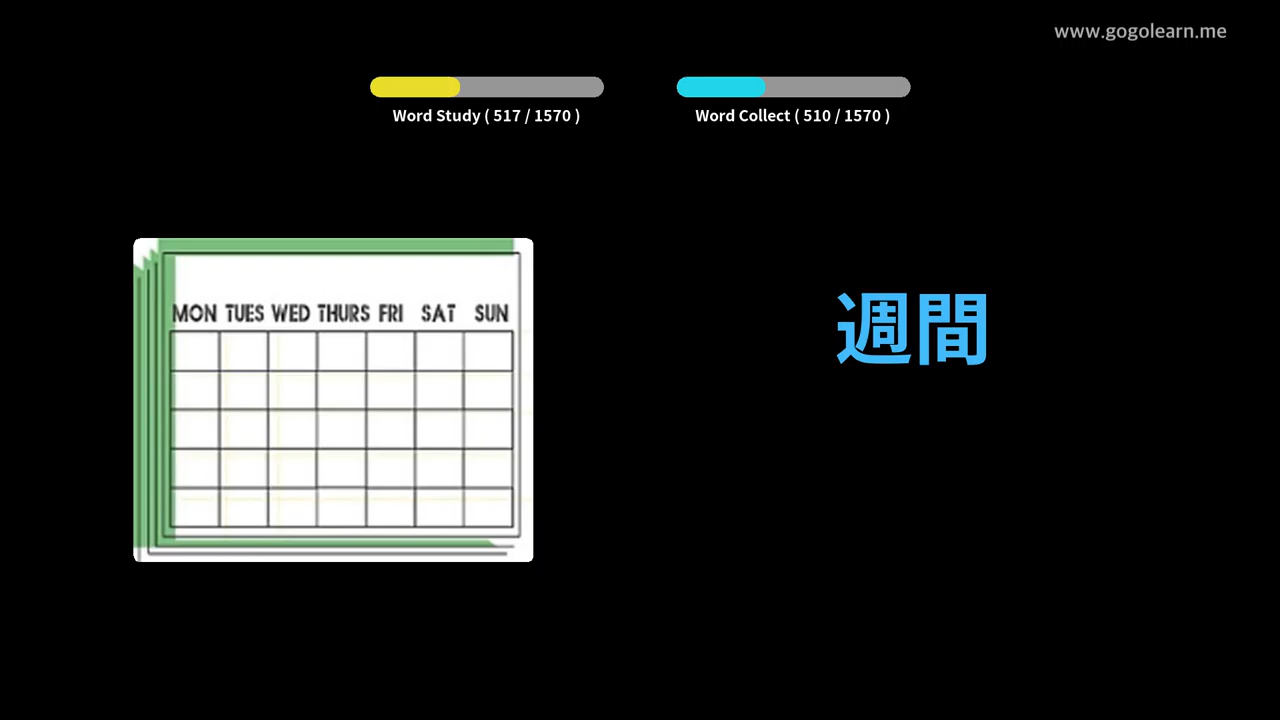 www.gogolearn.me
Word Study ( 517 / 1570 )
Word Collect ( 510 / 1570 )
MON TUES WED THURS FRI SAT SUN
週間